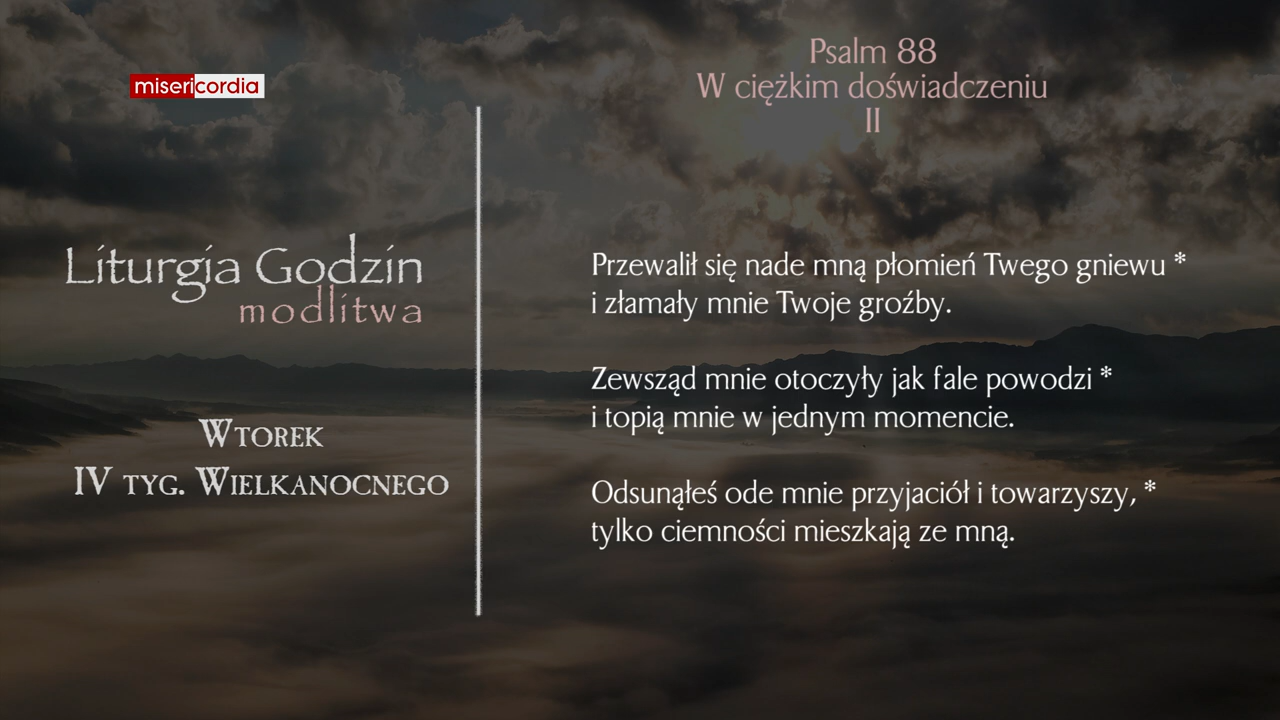 misericordia
Liturgia Godzin
modlitwa
Wtorek
IV tyg. Wielkanocnego
Psalm 88
W ciężkim doświadczeniu
II
Przewalił się nade mną płomień Twego gniewu *
i złamały mnie Twoje groźby.
Zewsząd mnie otoczyły jak fale powodzi *
i topią mnie w jednym momencie.
Odsunąłeś ode mnie przyjaciół i towarzyszy, *
tylko ciemności mieszkają ze mną.